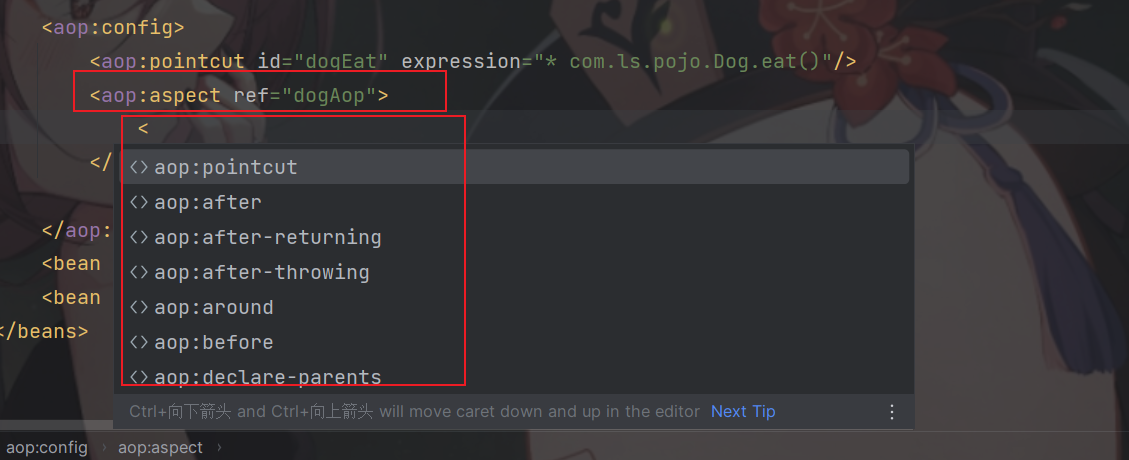 <aop:config>
<aop:pointcut id="dogEat" expression="* com.ls.pojo.Dog.eat()"/>
<aop:aspect ref="dogAop">
<
aop:pointcut
</
aop:after
aop:after-returning
</aop:
aop:after-throwing
<bean
aop:around
<bean
aop:before
</beans>
aop:declare-parents
Ctrl+向下箭头 and Ctrl+向上箭头 will move caret down and up in the editor Next Tip
aop:config › aop:aspect ›